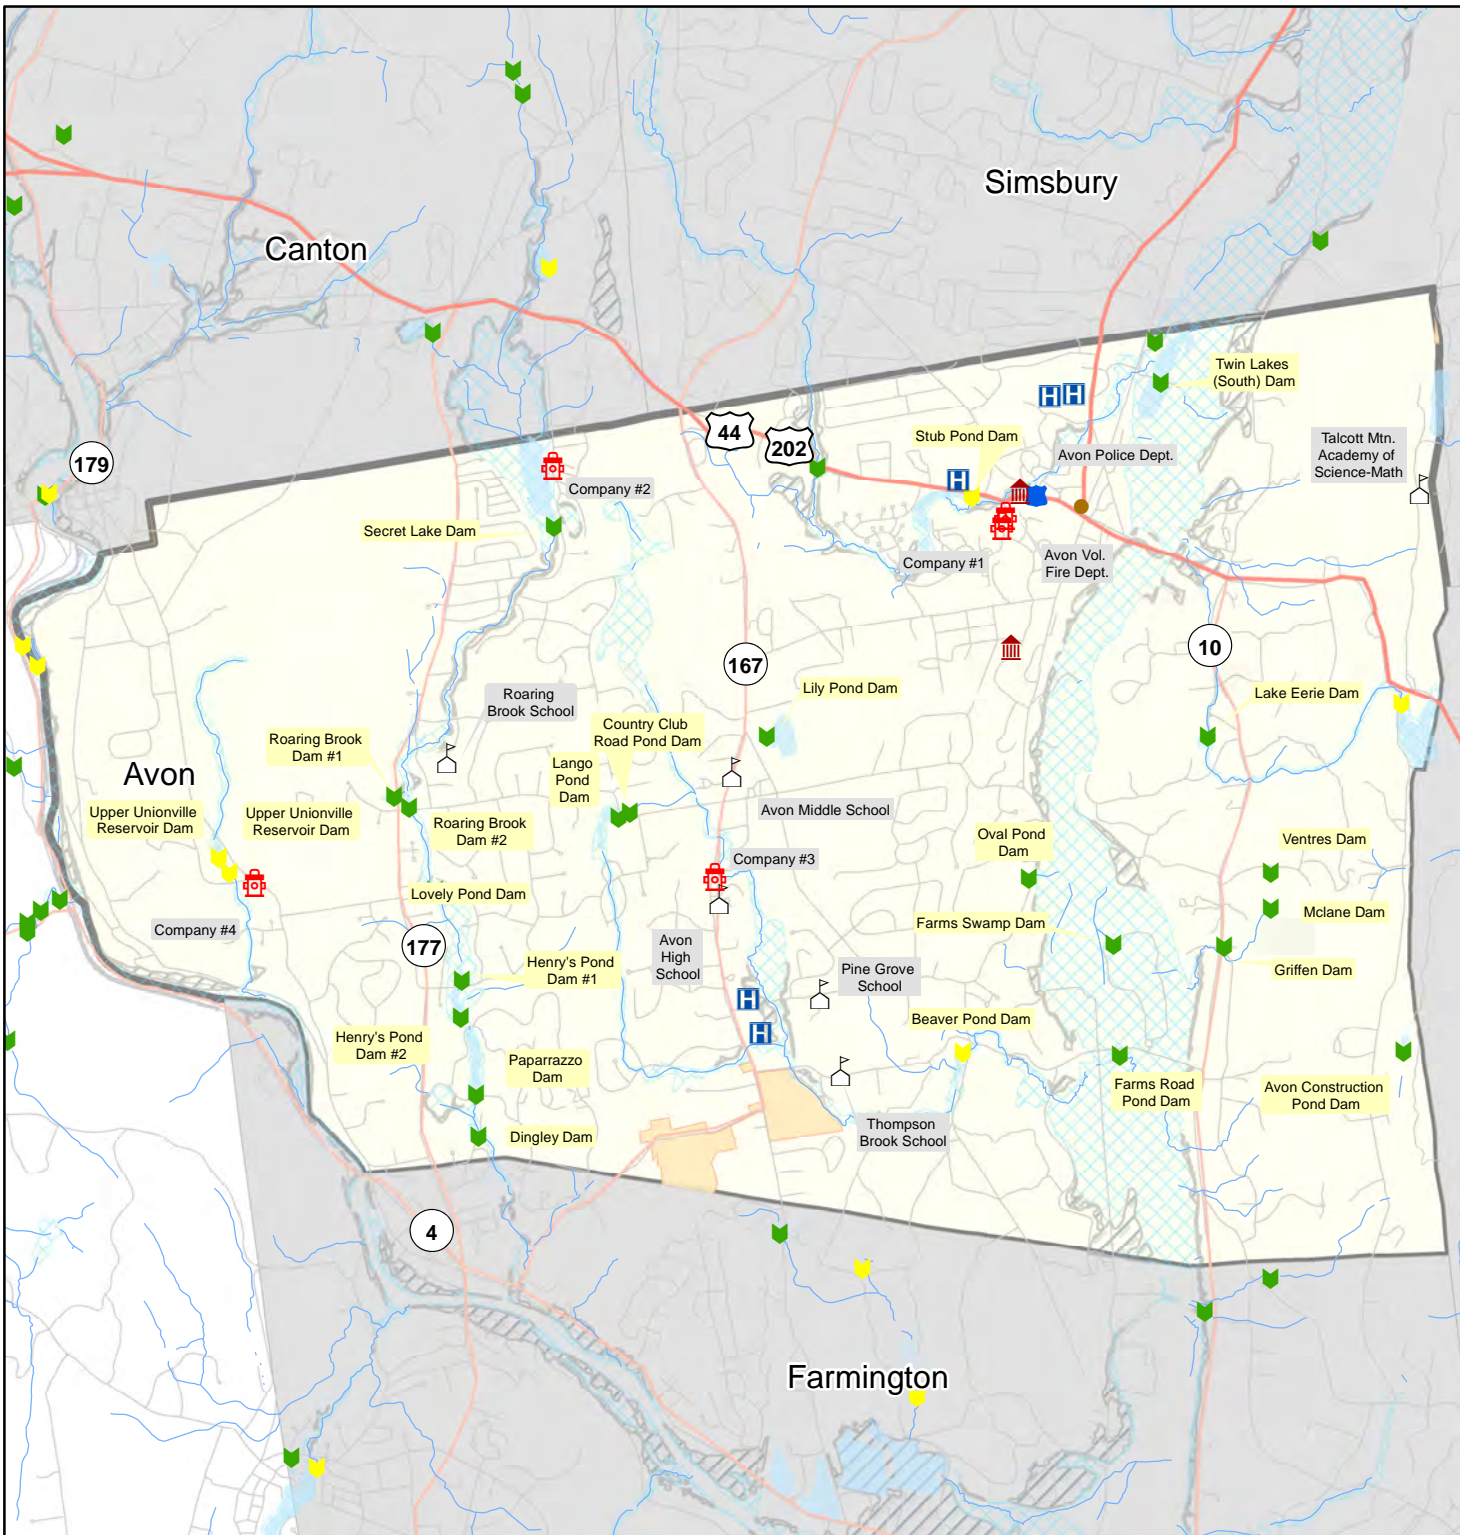 Simsbury
Canton
Twin Lakes
(South) Dam
44
202
179
Stub Pond Dam
Avon Police Dept.
Talcott Mtn.
Academy of
Science-Math
H
H
H
Company #2
Secret Lake Dam
Company #1
Avon Vol.
Fire Dept.
167
10
Roaring
Brook School
Lily Pond Dam
Lake Eerie Dam
Country Club
Road Pond Dam
Roaring Brook
Dam #1
Lango
Pond
Dam
Avon
Upper Unionville
Reservoir Dam
Upper Unionville
Reservoir Dam
Roaring Brook
Dam #2
Avon Middle School
Oval Pond
Dam
Ventres Dam
Company #3
Lovely Pond Dam
Mclane Dam
Company #4
Farms Swamp Dam
177
Avon
High
School
Henry's Pond
Dam #1
Pine Grove
School
Griffen Dam
H
H
Beaver Pond Dam
Henry's Pond
Dam #2
Paparrazzo
Dam
Farms Road
Pond Dam
Avon Construction
Pond Dam
Thompson
Brook School
Dingley Dam
4
Farmington